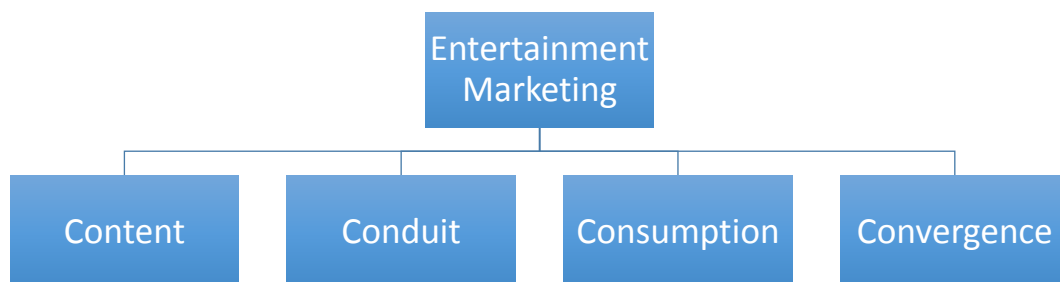 Entertainment
Marketing
Content
Conduit
Consumption
Convergence